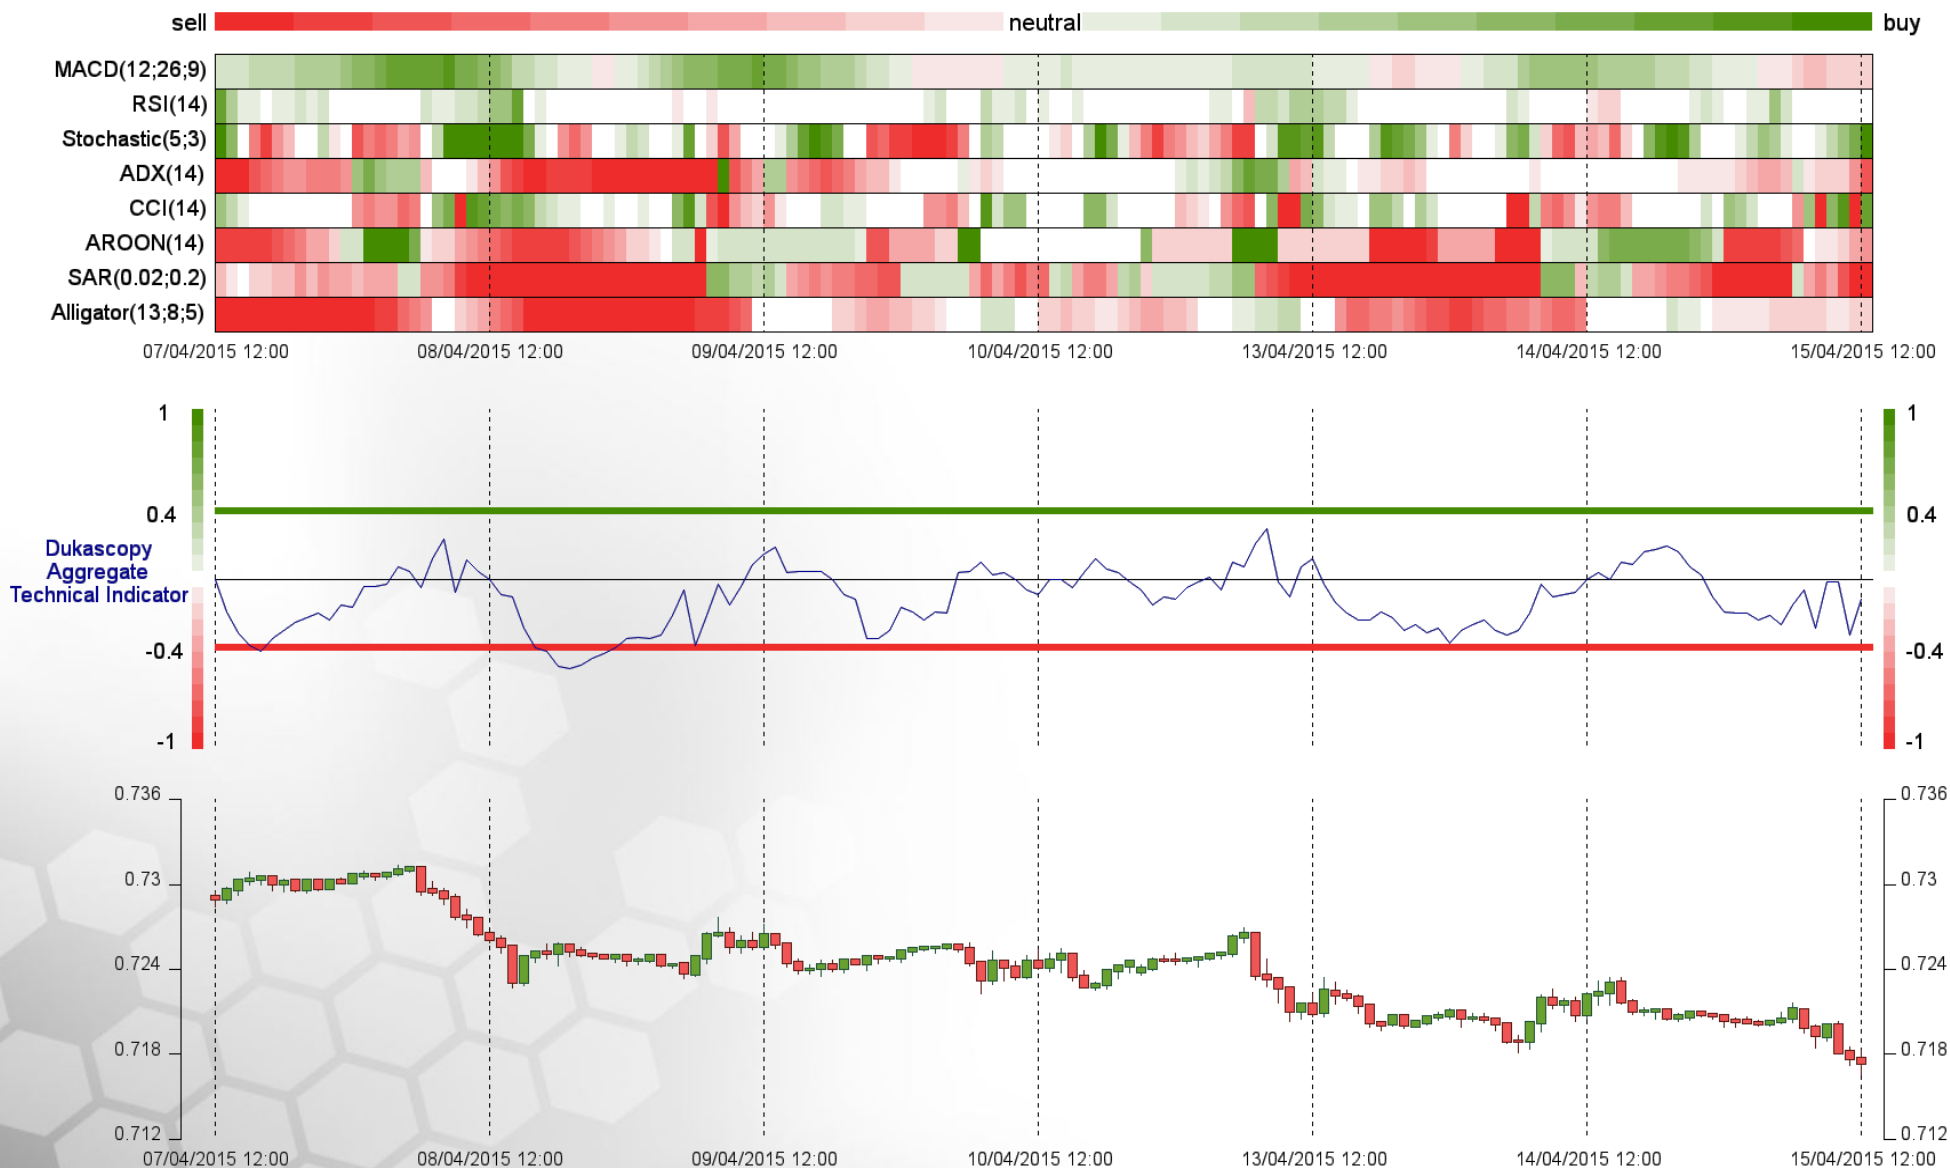 sell neutral buy
MACD(12;26;9)
RSI(14)
Stochastic(5;3)
ADX(14)
CCI(14)
AROON(14)
SAR(0.02;0.2)
Alligator(13;8;5)
07/04/2015 12:00 08/04/2015 12:00 09/04/2015 12:00 10/04/2015 12:00 13/04/2015 12:00 14/04/2015 12:00 15/04/2015 12:00
1 1
0.4 0.4
Dukascopy
Aggregate
Technical Indicator
-0.4 -0.4
-1 -1
0.736 0.736
0.73 0.73
0.724 0.724
0.718 0.718
0.712 0.712
07/04/2015 12:00 08/04/2015 12:00 09/04/2015 12:00 10/04/2015 12:00 13/04/2015 12:00 14/04/2015 12:00 15/04/2015 12:00